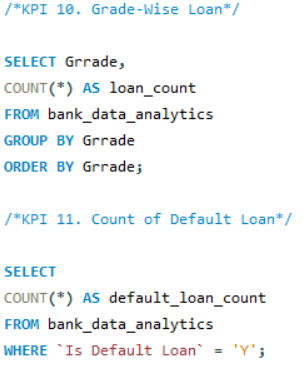 /*KPI 10. Grade-Wise Loan*/
SELECT Grrade,
COUNT(*) AS loan_count
FROM bank_data_analytics
GROUP BY Grrade
ORDER BY Grrade;
/*KPI 11. Count of Default Loan*/
SELECT
COUNT(*) AS default_loan_count
FROM bank_data_analytics
WHERE `Is Default Loan` = 'Y';